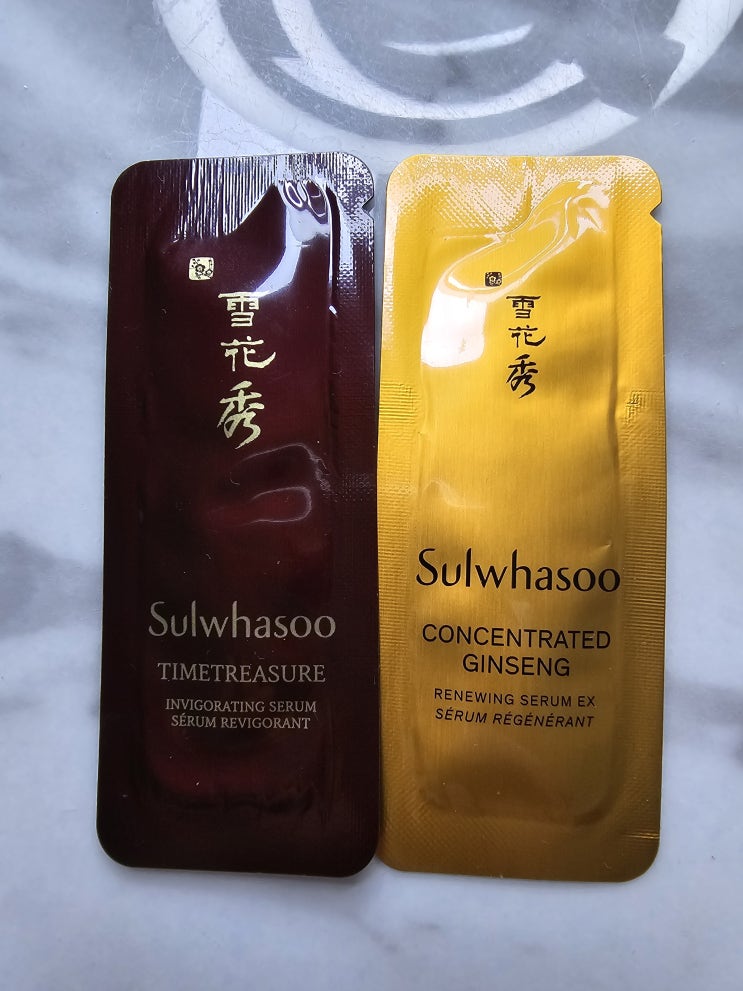 雪
花
秀
Sulwhasoo
TIMETREASURE
INVIGORATING SERUM
SÉRUM REVIGORANT
雪
花
秀
Sulwhasoo
CONCENTRATED
GINSENG
RENEWING SERUM EX
SÉRUM RÉGÉNÉRANT